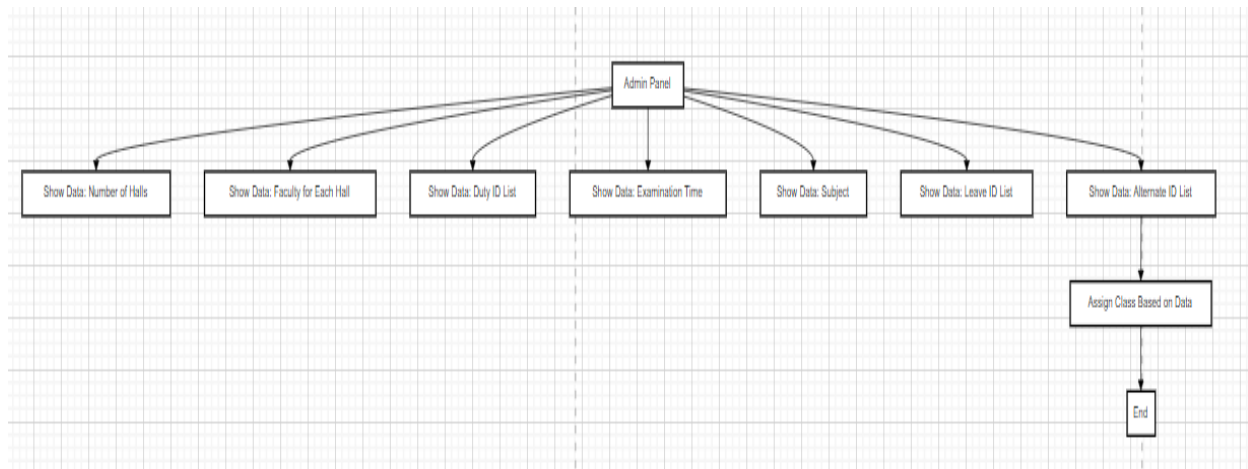 Admin Panel
Show Data: Number of Halls
Show Data: Faculty for Each Hall
Show Data: Duty ID List
Show Data: Examination Time
Show Data: Subject
Show Data: Leave ID List
Show Data: Alternate ID List
Assign Class Based on Data
End